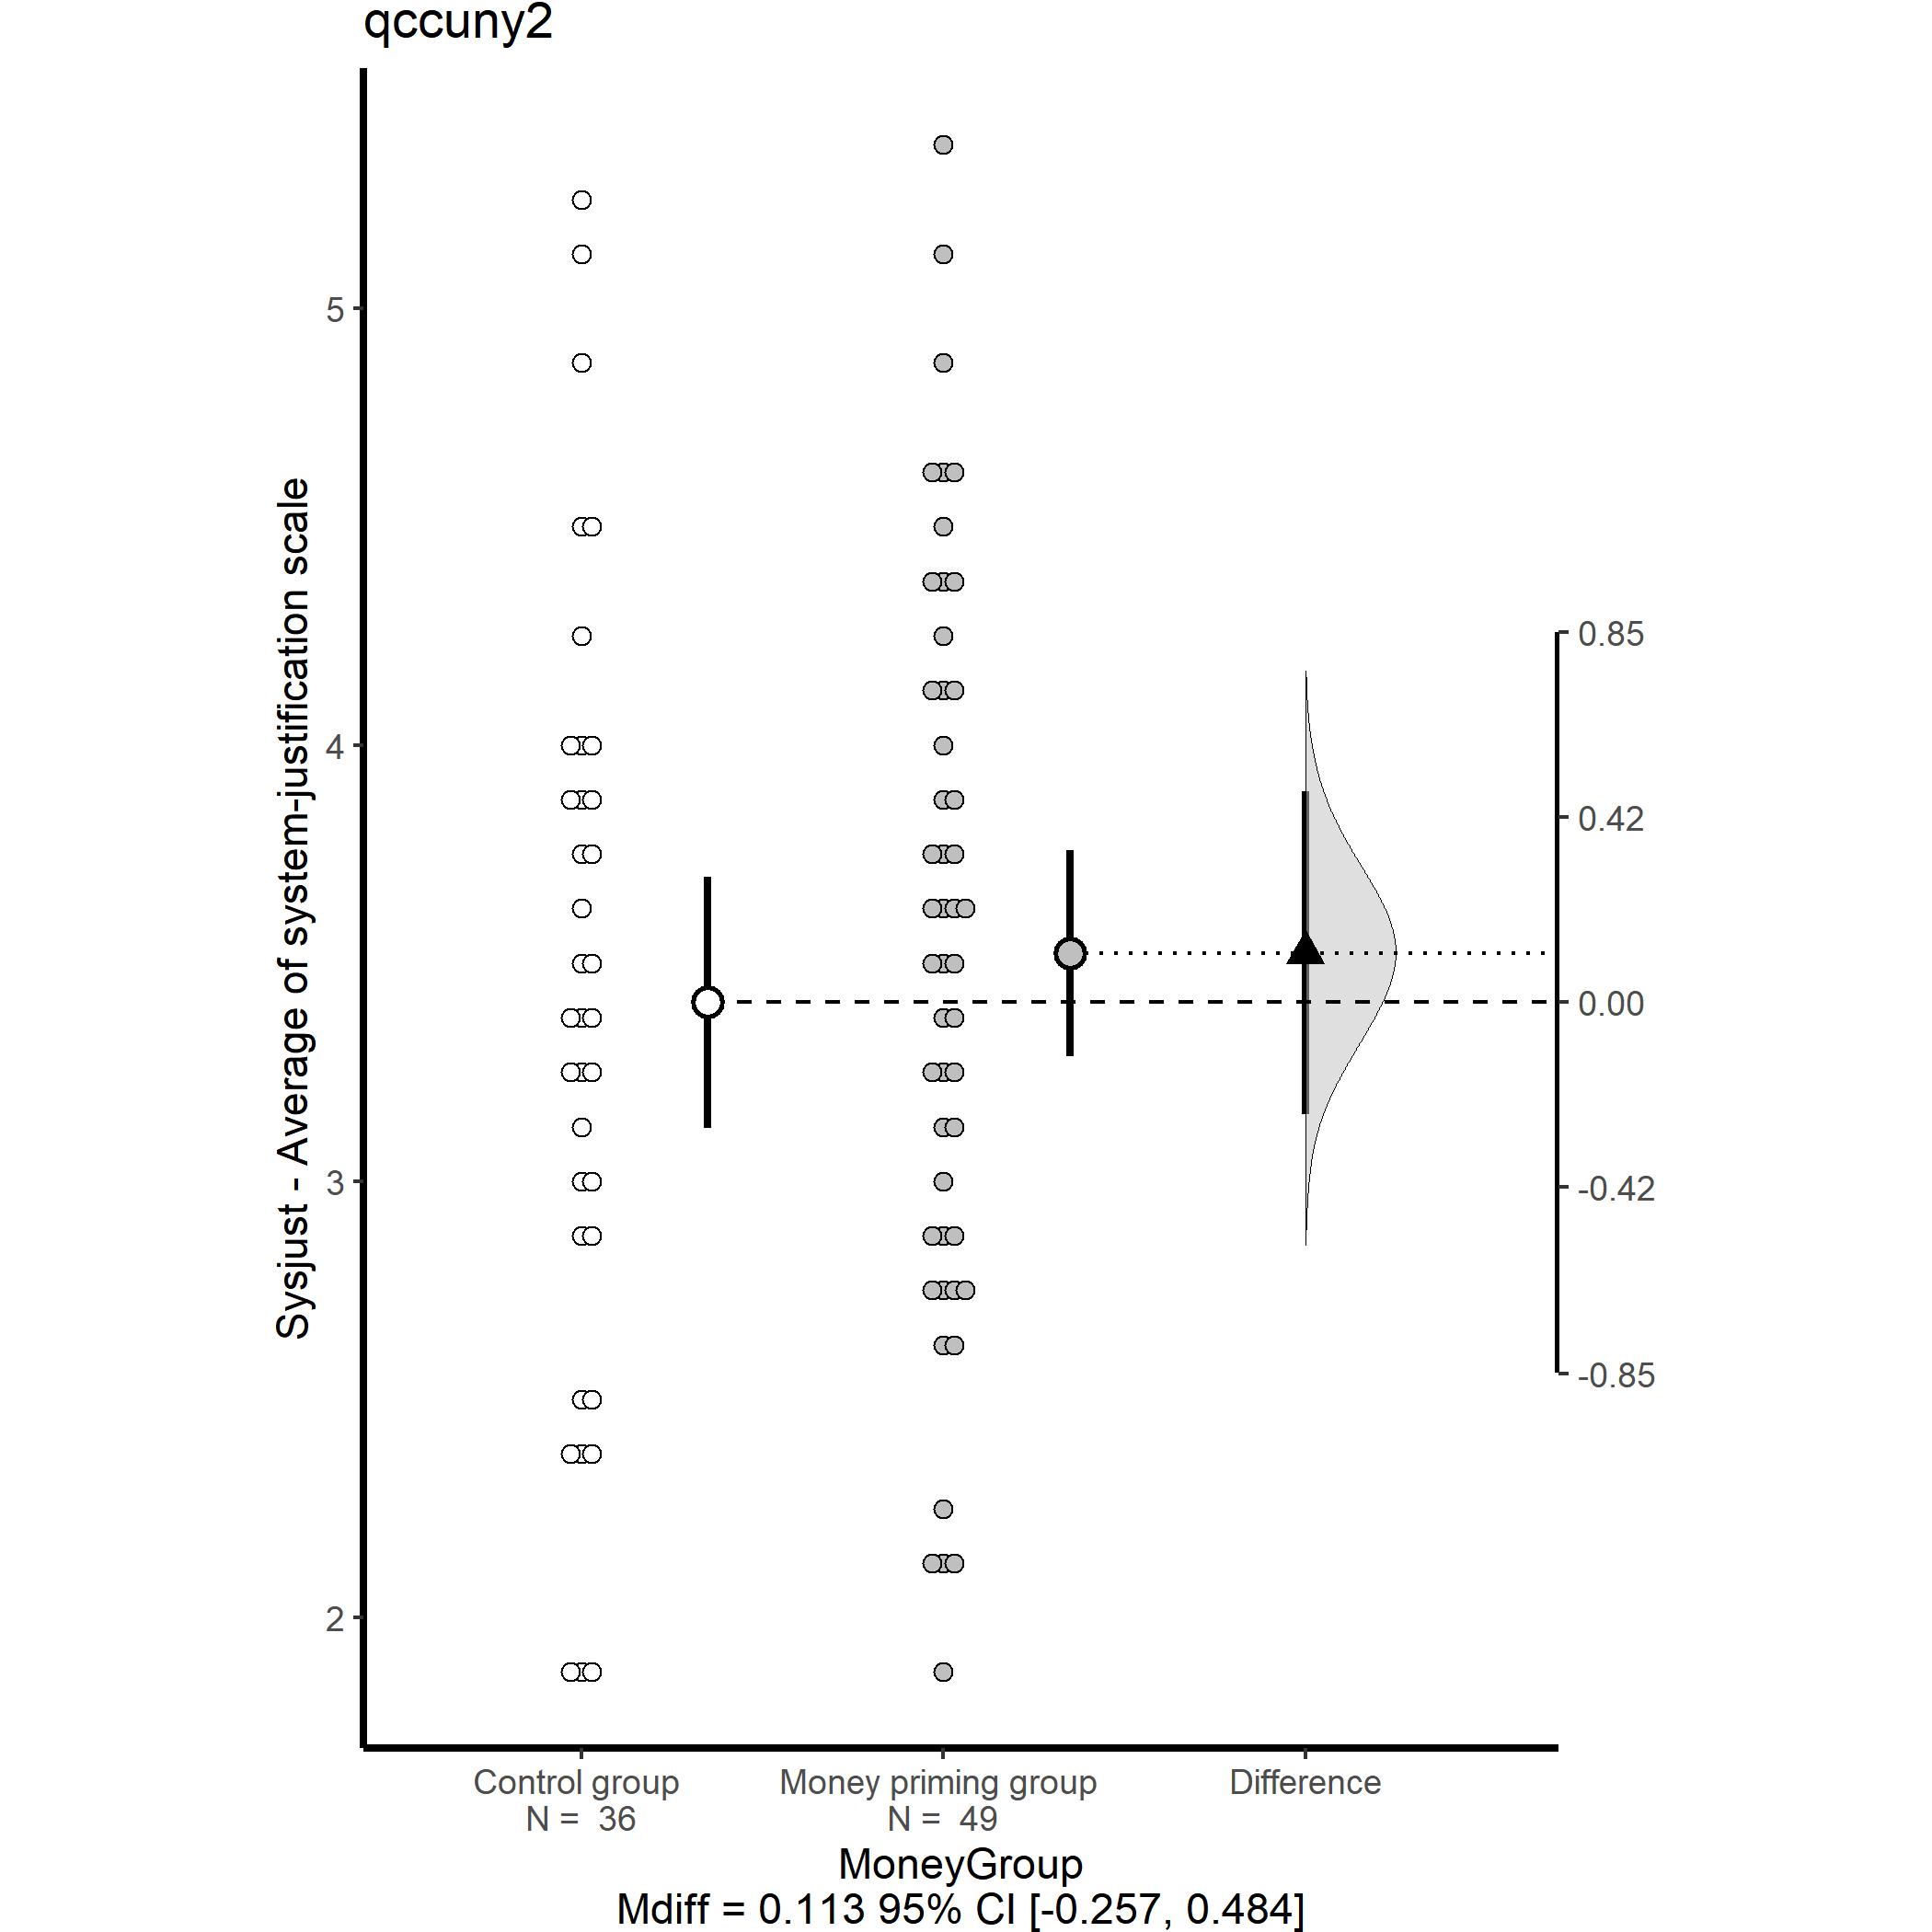 qccuny2
Sysjust - Average of system-justification scale
5
4
3
2
0.85
0.42
0.00
-0.42
-0.85
Control group
N =  36
Money priming group
N =  49
Difference
MoneyGroup
Mdiff = 0.113 95% CI [-0.257, 0.484]